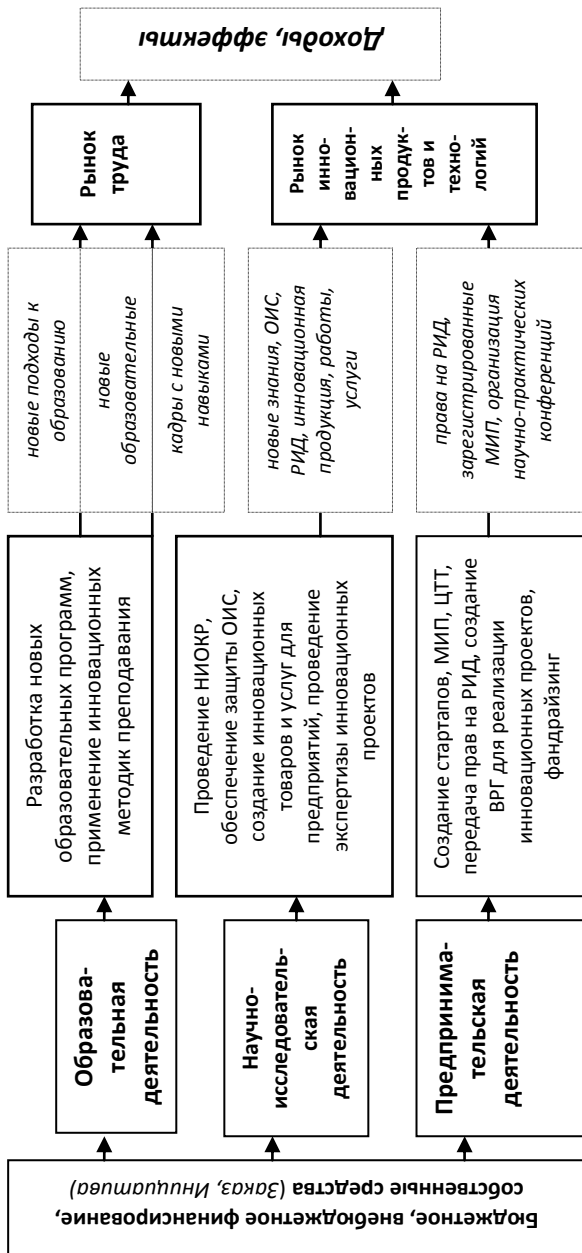 Бюджетное, внебюджетное финансирование,
собственные средства (Заказ, Инициатива)
Образова-
тельная
деятельность
Научно-
исследователь-
ская
деятельность
Предпринима-
тельская
деятельность
Разработка новых
образовательных программ,
применение инновационных
методик преподавания
Проведение НИОКР,
обеспечение защиты ОИС,
создание инновационных
товаров и услуг для
предприятий, проведение
экспертизы инновационных
проектов
Создание стартапов, МИП, ЦТТ,
передача прав на РИД, создание
ВРГ для реализации
инновационных проектов,
фандрайзинг
новые подходы к
образованию
новые
образовательные
кадры с новыми
навыками
новые знания, ОИС,
РИД, инновационная
продукция, работы,
услуги
права на РИД,
зарегистрированные
МИП, организация
научно-практических
конференций
Рынок
труда
Рынок
инно-
вацион-
ных
продук-
тов и
техно-
логий
Доходы, эффекты